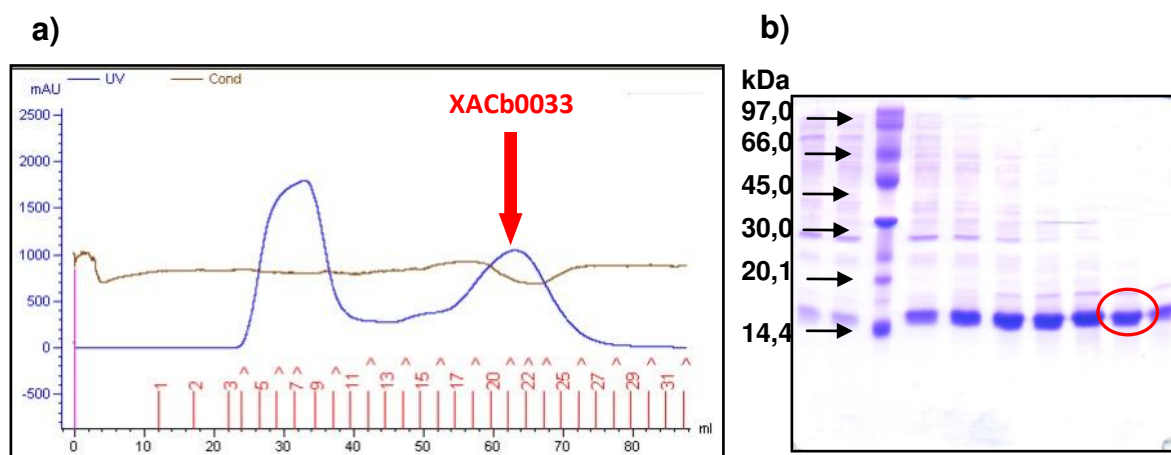 a)
UV Cond
mAU
XACb0033
2500
2000
1500
1000
500
0
-500
1 2 3 ^ 5 ^ 7 ^ 9 ^ 11 ^ 13 ^ 15 ^ 17 ^ 20 ^ 22 ^ ^ 25 ^ 27 ^ 29 ^ 31 ^
0 10 20 30 40 50 60 70 80 ml
b)
kDa
97,0
66,0
45,0
30,0
20,1
14,4